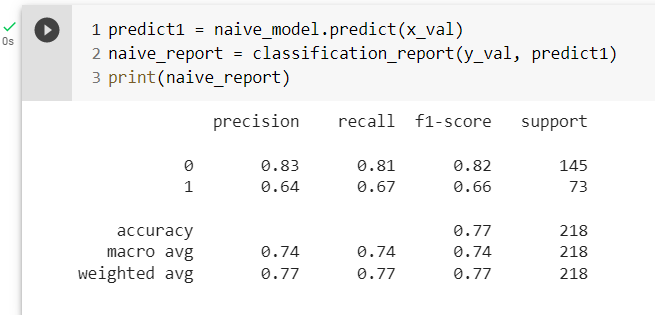 1 predict1 = naive_model.predict(x_val)
0s
2 naive_report = classification_report(y_val, predict1)
3 print(naive_report)
precision recall f1-score support
0 0.83 0.81 0.82 145
1 0.64 0.67 0.66 73
accuracy 0.77 218
macro avg 0.74 0.74 0.74 218
weighted avg 0.77 0.77 0.77 218